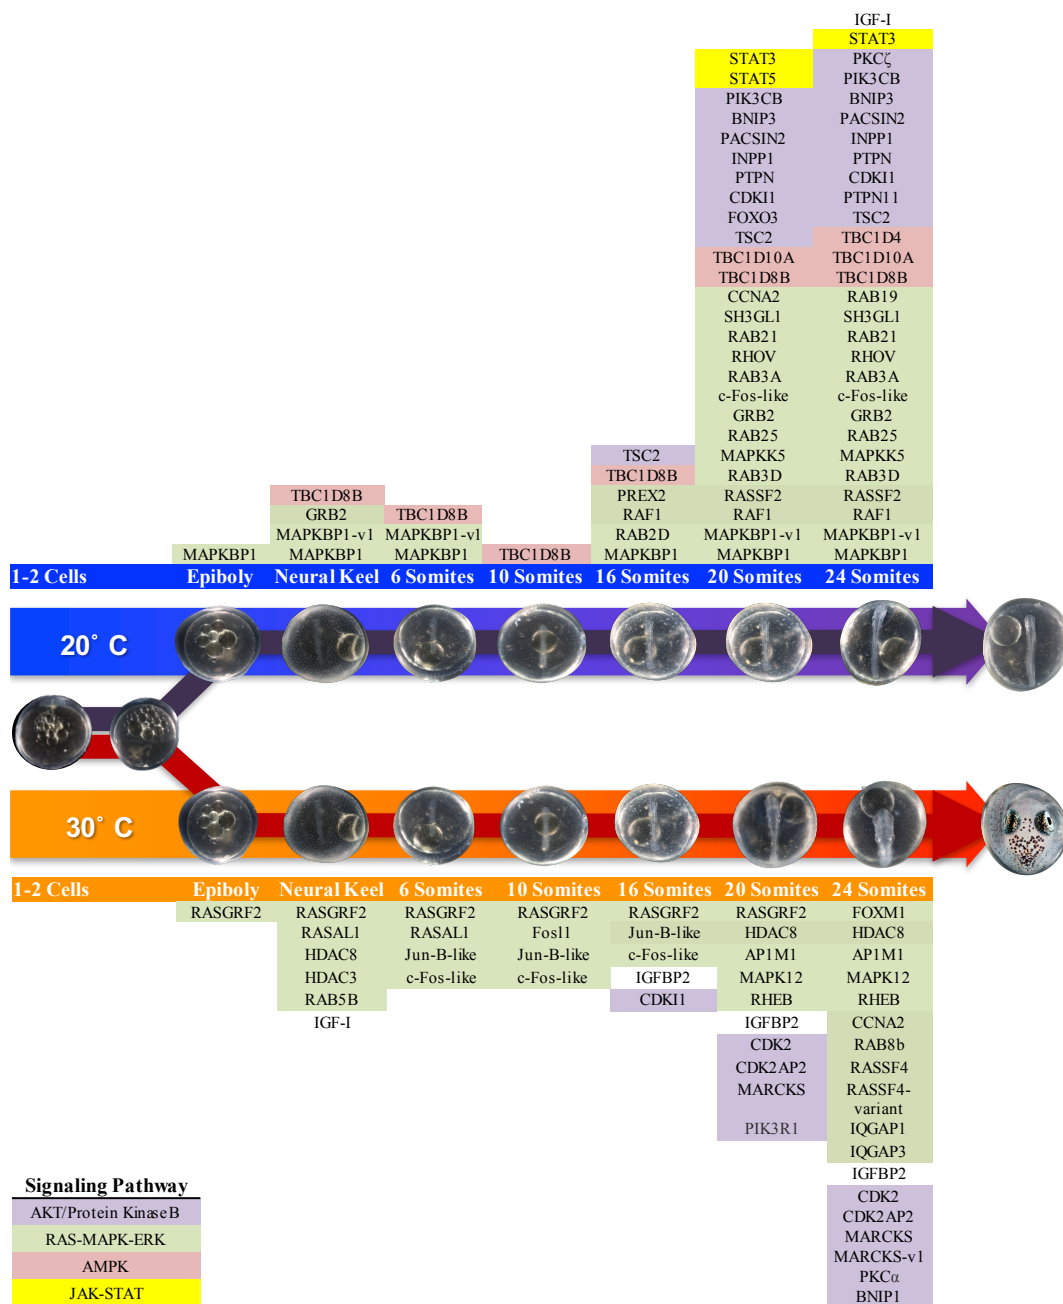 IGF-I
STAT3
STAT3 PKCζ
STAT5 PIK3CB
PIK3CB BNIP3
BNIP3 PACSIN2
PACSIN2 INPP1
INPP1 PTPN
PTPN CDKI1
CDKI1 PTPN11
FOXO3 TSC2
TSC2 TBC1D4
TBC1D10A TBC1D10A
TBC1D8B TBC1D8B
CCNA2 RAB19
SH3GL1 SH3GL1
RAB21 RAB21
RHOV RHOV
RAB3A RAB3A
c-Fos-like c-Fos-like
GRB2 GRB2
RAB25 RAB25
TSC2 MAPKK5 MAPKK5
TBC1D8B RAB3D RAB3D
TBC1D8B PREX2 RASSF2 RASSF2
GRB2 TBC1D8B RAF1 RAF1 RAF1
MAPKBP1-v1 MAPKBP1-v1 RAB2D MAPKBP1-v1 MAPKBP1-v1
MAPKBP1 MAPKBP1 MAPKBP1 TBC1D8B MAPKBP1 MAPKBP1 MAPKBP1
1-2 Cells Epiboly Neural Keel 6 Somites 10 Somites 16 Somites 20 Somites 24 Somites
20° C
30° C
1-2 Cells Epiboly Neural Keel 6 Somites 10 Somites 16 Somites 20 Somites 24 Somites
RASGRF2 RASGRF2 RASGRF2 RASGRF2 RASGRF2 RASGRF2 FOXM1
RASAL1 RASAL1 Fosl1 Jun-B-like HDAC8 HDAC8
HDAC8 Jun-B-like Jun-B-like c-Fos-like AP1M1 AP1M1
HDAC3 c-Fos-like c-Fos-like IGFBP2 MAPK12 MAPK12
RAB5B CDKI1 RHEB RHEB
IGF-I IGFBP2 CCNA2
CDK2 RAB8b
CDK2AP2 RASSF4
MARCKS RASSF4-
variant
PIK3R1 IQGAP1
IQGAP3
IGFBP2
CDK2
CDK2AP2
MARCKS
MARCKS-v1
PKCα
BNIP1
Signaling Pathway
AKT/Protein Kinase B
RAS-MAPK-ERK
AMPK
JAK-STAT